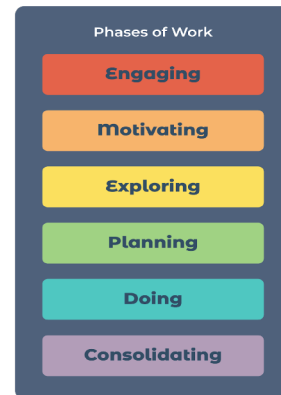 Phases of Work
Engaging
Motivating
Exploring
Planning
Doing
Consolidating